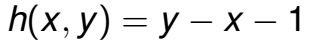 h(x, y) = y − x − 1